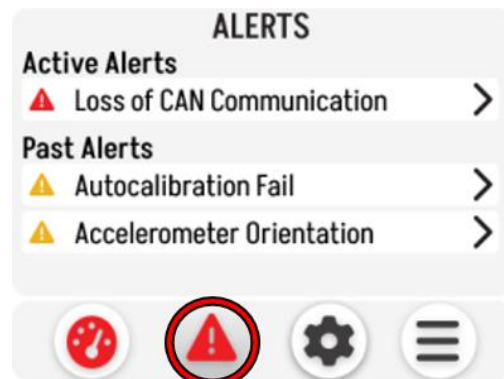 ALERTS
Active Alerts
Loss of CAN Communication
Past Alerts
Autocalibration Fail
Accelerometer Orientation